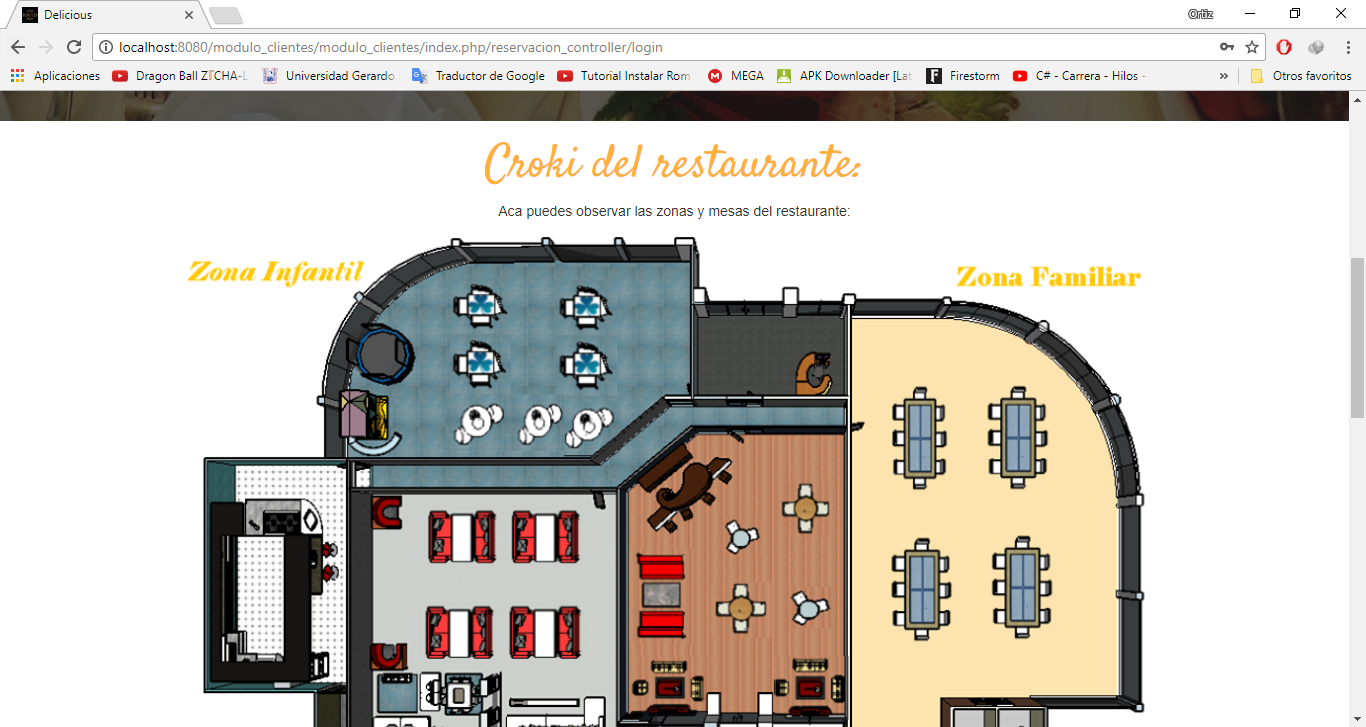 Delicious
Ortiz
localhost:8080/modulo_clientes/modulo_clientes/index.php/reservacion_controller/login
Aplicaciones
Dragon Ball Z『CHA-L
Universidad Gerardo
Traductor de Google
Tutorial Instalar Rom
MEGA
APK Downloader [Lat
Firestorm
C# - Carrera - Hilos -
»
Otros favoritos
Croki del restaurante:
Aca puedes observar las zonas y mesas del restaurante:
Zona Infantil
Zona Familiar